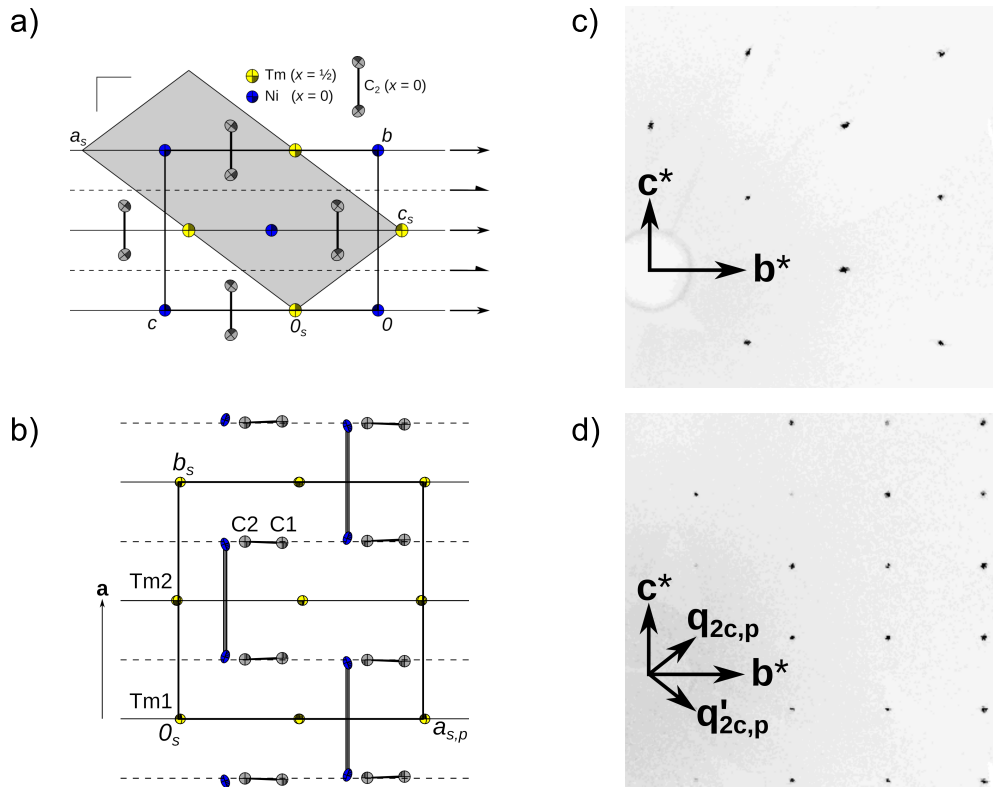 a)
Tm (x = ½)
Ni (x = 0)
C₂ (x = 0)
aₛ
b
cₛ
c
0ₛ
0
b)
bₛ
C2 C1
Tm2
a
Tm1
0ₛ
aₛ,ₚ
c)
c*
b*
d)
c*
q₂c,p
b*
q'₂c,p